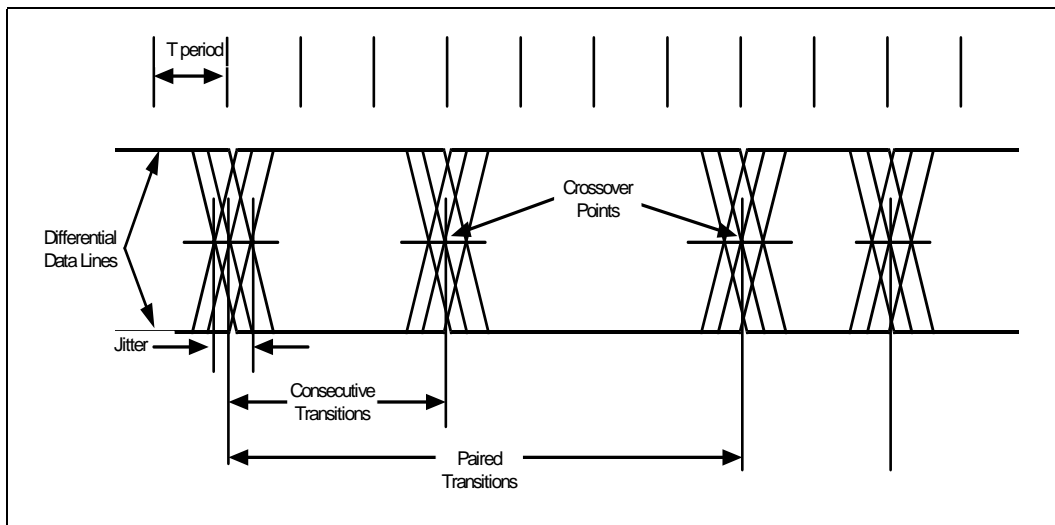 T period
Crossover
Points
Differential
Data Lines
Jitter
Consecutive
Transitions
Paired
Transitions